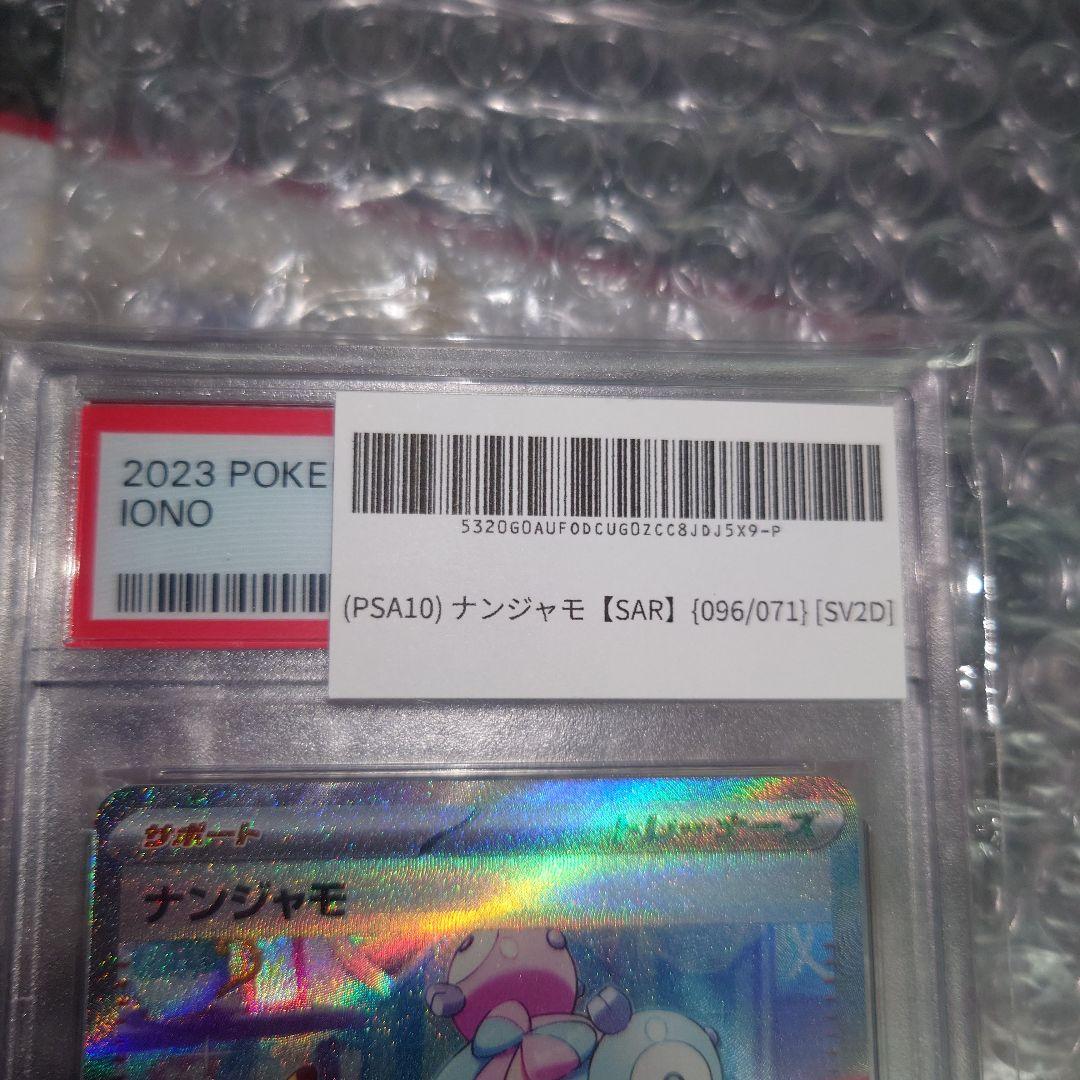 2023 POKE
IONO
5320G0AUF0DCUG0ZCC8JDJ5X9-P
(PSA10) ナンジャモ【SAR】{096/071} [SV2D]
サポート
トレーナーズ
ナンジャモ